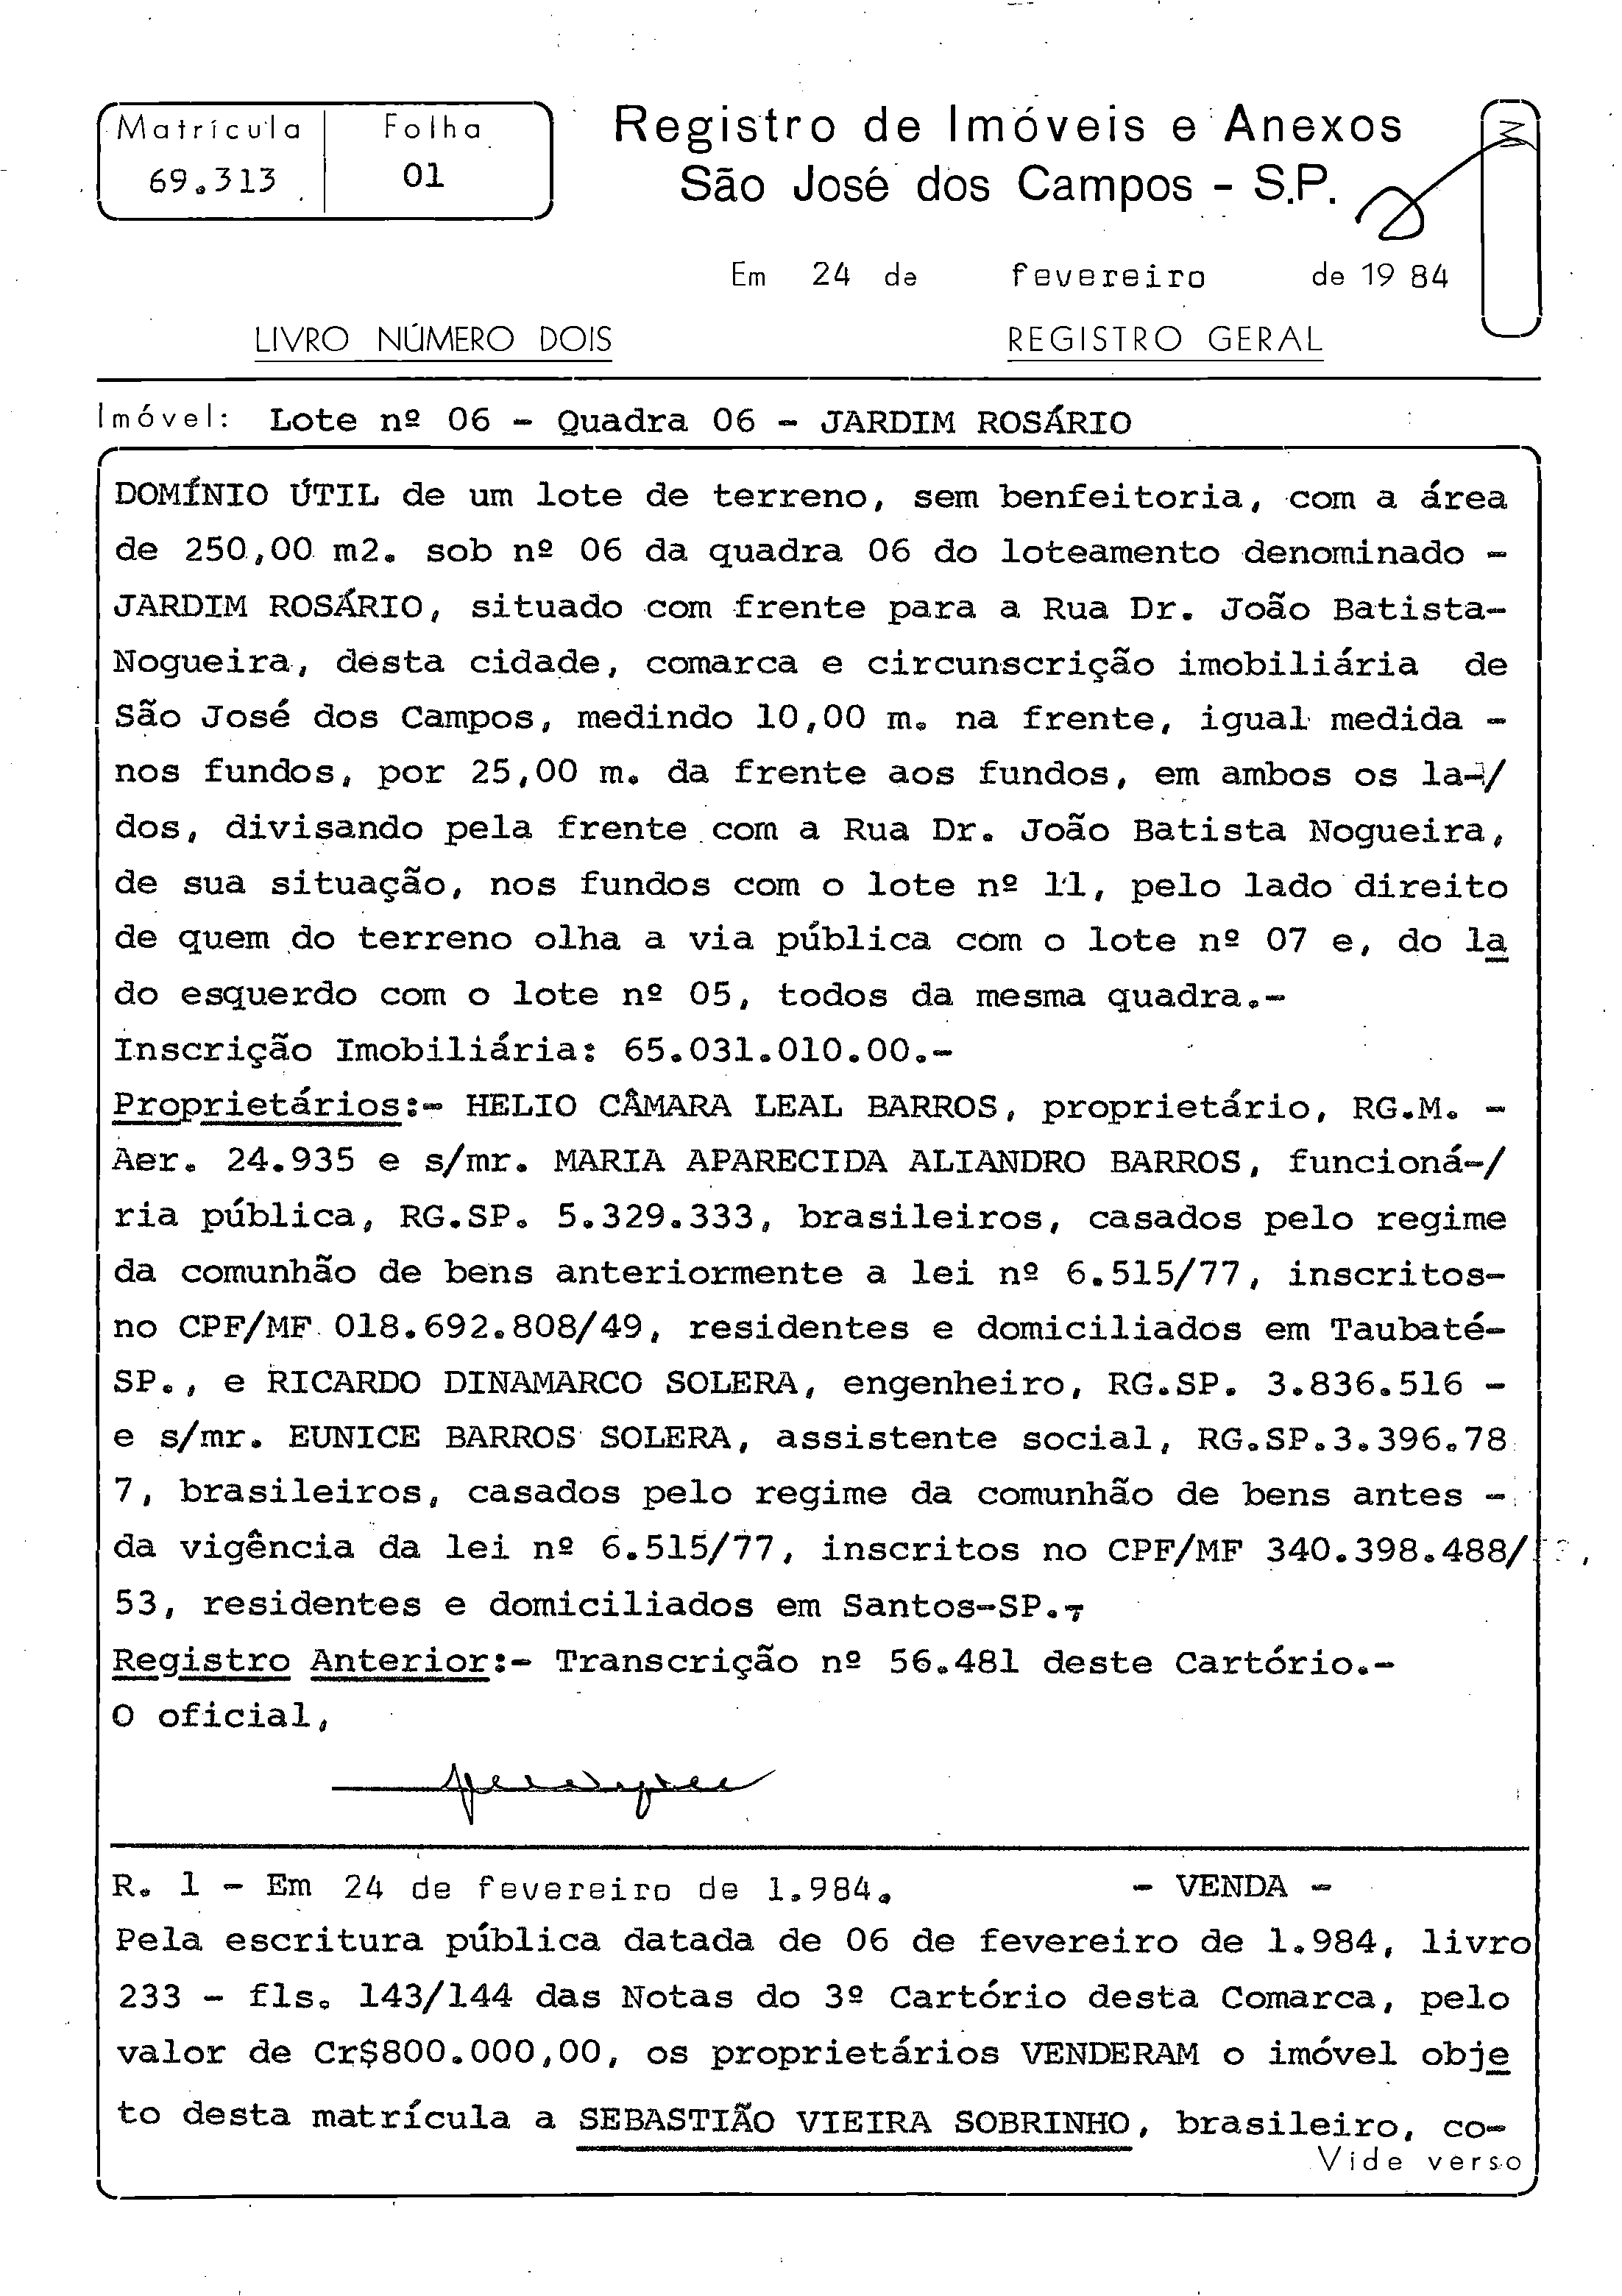 Matrícula Folha
69.313 01
Registro de Imóveis e Anexos
São José dos Campos - S.P.
Em 24 de fevereiro de 19 84
LIVRO NÚMERO DOIS REGISTRO GERAL
Imóvel: Lote nº 06 - Quadra 06 - JARDIM ROSÁRIO
DOMÍNIO ÚTIL de um lote de terreno, sem benfeitoria, com a área
de 250,00 m2. sob nº 06 da quadra 06 do loteamento denominado -
JARDIM ROSÁRIO, situado com frente para a Rua Dr. João Batista-
Nogueira, desta cidade, comarca e circunscrição imobiliária de
São José dos Campos, medindo 10,00 m. na frente, igual medida -
nos fundos, por 25,00 m. da frente aos fundos, em ambos os la-/
dos, divisando pela frente com a Rua Dr. João Batista Nogueira,
de sua situação, nos fundos com o lote nº 11, pelo lado direito
de quem do terreno olha a via pública com o lote nº 07 e, do la
do esquerdo com o lote nº 05, todos da mesma quadra.-
Inscrição Imobiliária: 65.031.010.00.-
Proprietários:- HELIO CÂMARA LEAL BARROS, proprietário, RG.M. -
Aer. 24.935 e s/mr. MARIA APARECIDA ALIANDRO BARROS, funcioná-/
ria pública, RG.SP. 5.329.333, brasileiros, casados pelo regime
da comunhão de bens anteriormente a lei nº 6.515/77, inscritos-
no CPF/MF 018.692.808/49, residentes e domiciliados em Taubaté-
SP., e RICARDO DINAMARCO SOLERA, engenheiro, RG.SP. 3.836.516 -
e s/mr. EUNICE BARROS SOLERA, assistente social, RG.SP.3.396.78
7, brasileiros, casados pelo regime da comunhão de bens antes -
da vigência da lei nº 6.515/77, inscritos no CPF/MF 340.398.488/
53, residentes e domiciliados em Santos-SP.-
Registro Anterior:- Transcrição nº 56.481 deste Cartório.-
O oficial,
R. 1 - Em 24 de fevereiro de 1.984. - VENDA -
Pela escritura pública datada de 06 de fevereiro de 1.984, livro
233 - fls. 143/144 das Notas do 3º Cartório desta Comarca, pelo
valor de Cr$800.000,00, os proprietários VENDERAM o imóvel obje
to desta matrícula a SEBASTIÃO VIEIRA SOBRINHO, brasileiro, co-
Vide verso